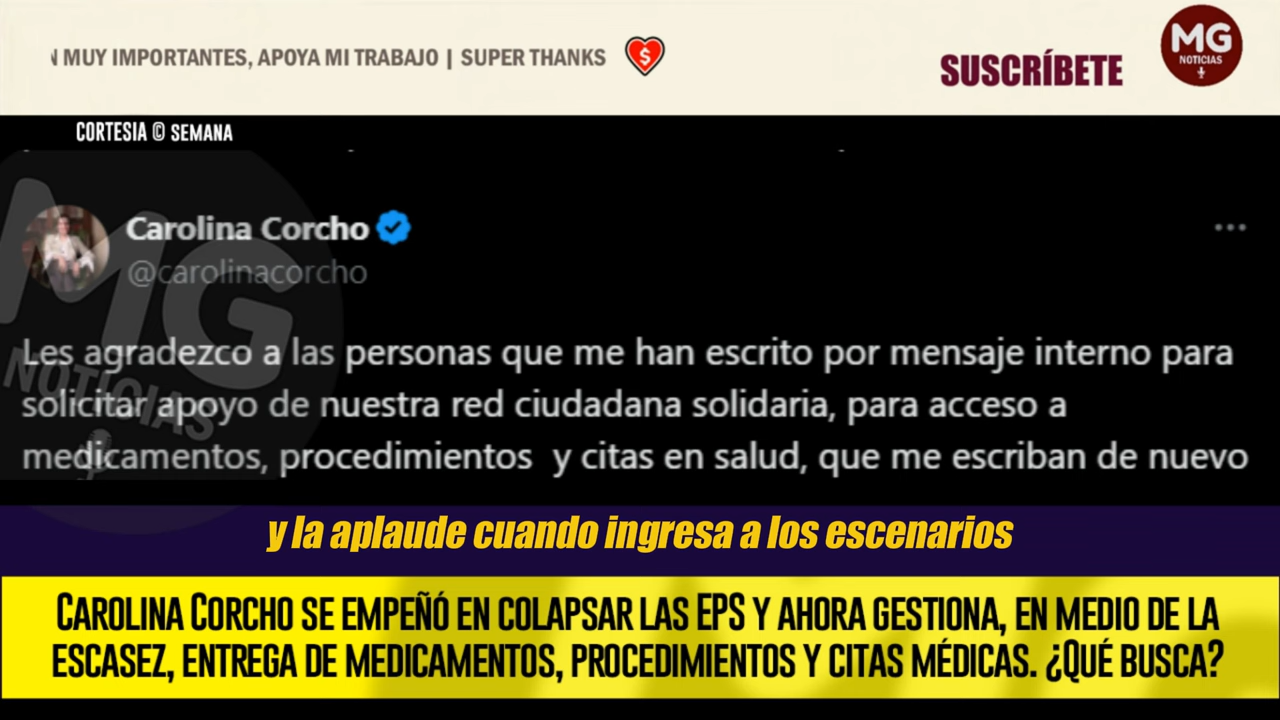 MUY IMPORTANTES, APOYA MI TRABAJO | SUPER THANKS
SUSCRÍBETE
MG
NOTICIAS
CORTESIA © SEMANA
Carolina Corcho
@carolinacorcho
Les agradezco a las personas que me han escrito por mensaje interno para
solicitar apoyo de nuestra red ciudadana solidaria, para acceso a
medicamentos, procedimientos y citas en salud, que me escriban de nuevo
MG
NOTICIAS
y la aplaude cuando ingresa a los escenarios
CAROLINA CORCHO SE EMPEÑÓ EN COLAPSAR LAS EPS Y AHORA GESTIONA, EN MEDIO DE LA
ESCASEZ, ENTREGA DE MEDICAMENTOS, PROCEDIMIENTOS Y CITAS MÉDICAS. ¿QUÉ BUSCA?